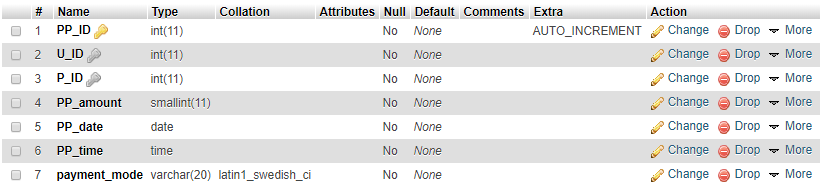 # Name Type Collation Attributes Null Default Comments Extra Action
1 PP_ID int(11) No None AUTO_INCREMENT Change Drop More
2 U_ID int(11) No None Change Drop More
3 P_ID int(11) No None Change Drop More
4 PP_amount smallint(11) No None Change Drop More
5 PP_date date No None Change Drop More
6 PP_time time No None Change Drop More
7 payment_mode varchar(20) latin1_swedish_ci No None Change Drop More